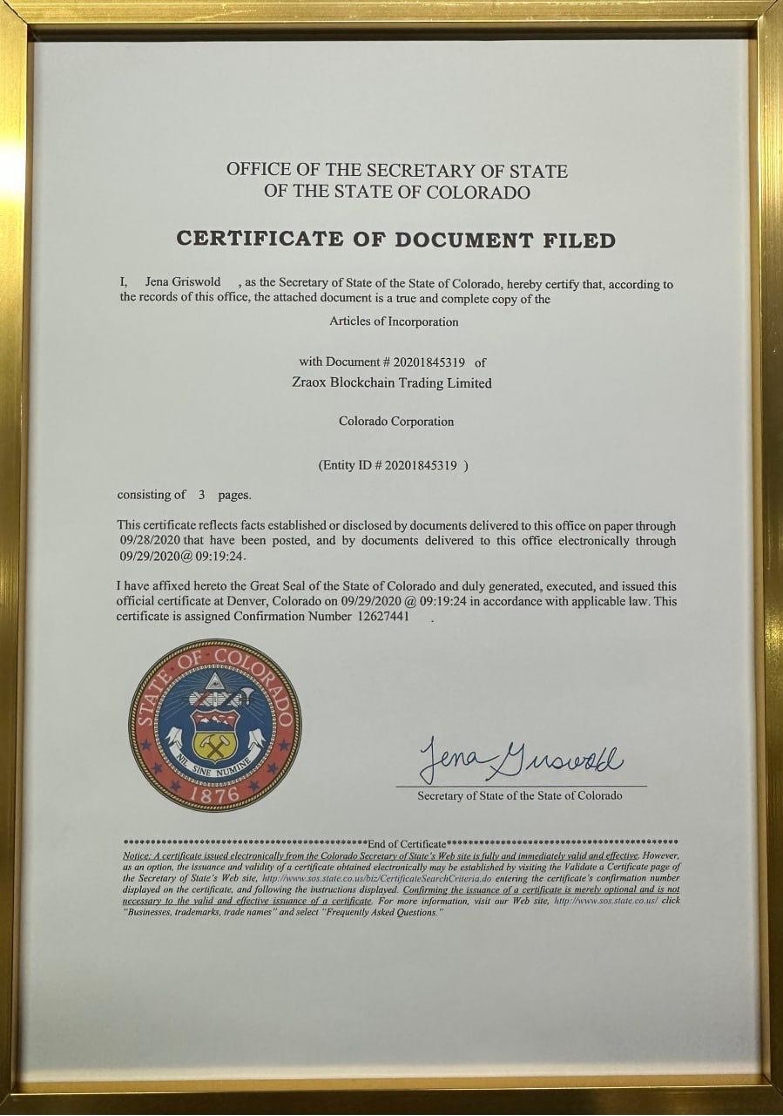 OFFICE OF THE SECRETARY OF STATE
OF THE STATE OF COLORADO
CERTIFICATE OF DOCUMENT FILED
I, Jena Griswold , as the Secretary of State of the State of Colorado, hereby certify that, according to
the records of this office, the attached document is a true and complete copy of the
Articles of Incorporation
with Document # 20201845319 of
Zraox Blockchain Trading Limited
Colorado Corporation
(Entity ID # 20201845319 )
consisting of 3 pages.
This certificate reflects facts established or disclosed by documents delivered to this office on paper through
09/28/2020 that have been posted, and by documents delivered to this office electronically through
09/29/2020@ 09:19:24.
I have affixed hereto the Great Seal of the State of Colorado and duly generated, executed, and issued this
official certificate at Denver, Colorado on 09/29/2020 @ 09:19:24 in accordance with applicable law. This
certificate is assigned Confirmation Number 12627441 .
STATE OF COLORADO
NIL SINE NUMINE
1876
Jena Griswold
Secretary of State of the State of Colorado
*********************************************End of Certificate*******************************************
Notice: A certificate issued electronically from the Colorado Secretary of State's Web site is fully and immediately valid and effective. However,
as an option, the issuance and validity of a certificate obtained electronically may be established by visiting the Validate a Certificate page of
the Secretary of State's Web site, http://www.sos.state.co.us/biz/CertificateSearchCriteria.do entering the certificate's confirmation number
displayed on the certificate, and following the instructions displayed. Confirming the issuance of a certificate is merely optional and is not
necessary to the valid and effective issuance of a certificate. For more information, visit our Web site, http://www.sos.state.co.us/ click
"Businesses, trademarks, trade names" and select "Frequently Asked Questions."